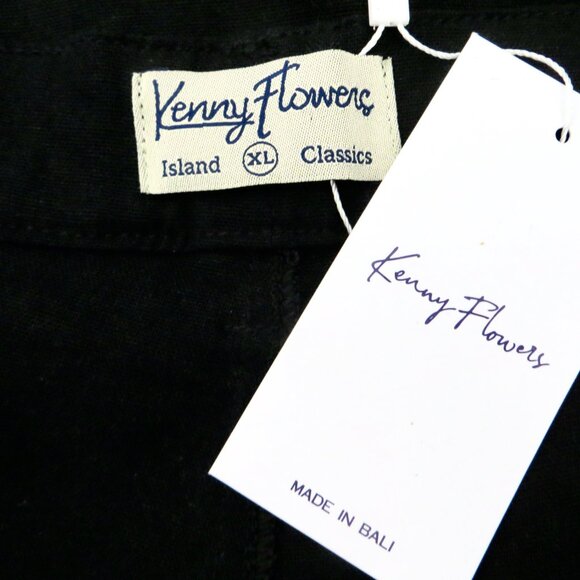 Kenny Flowers
Island XL Classics
Kenny Flowers
MADE IN BALI